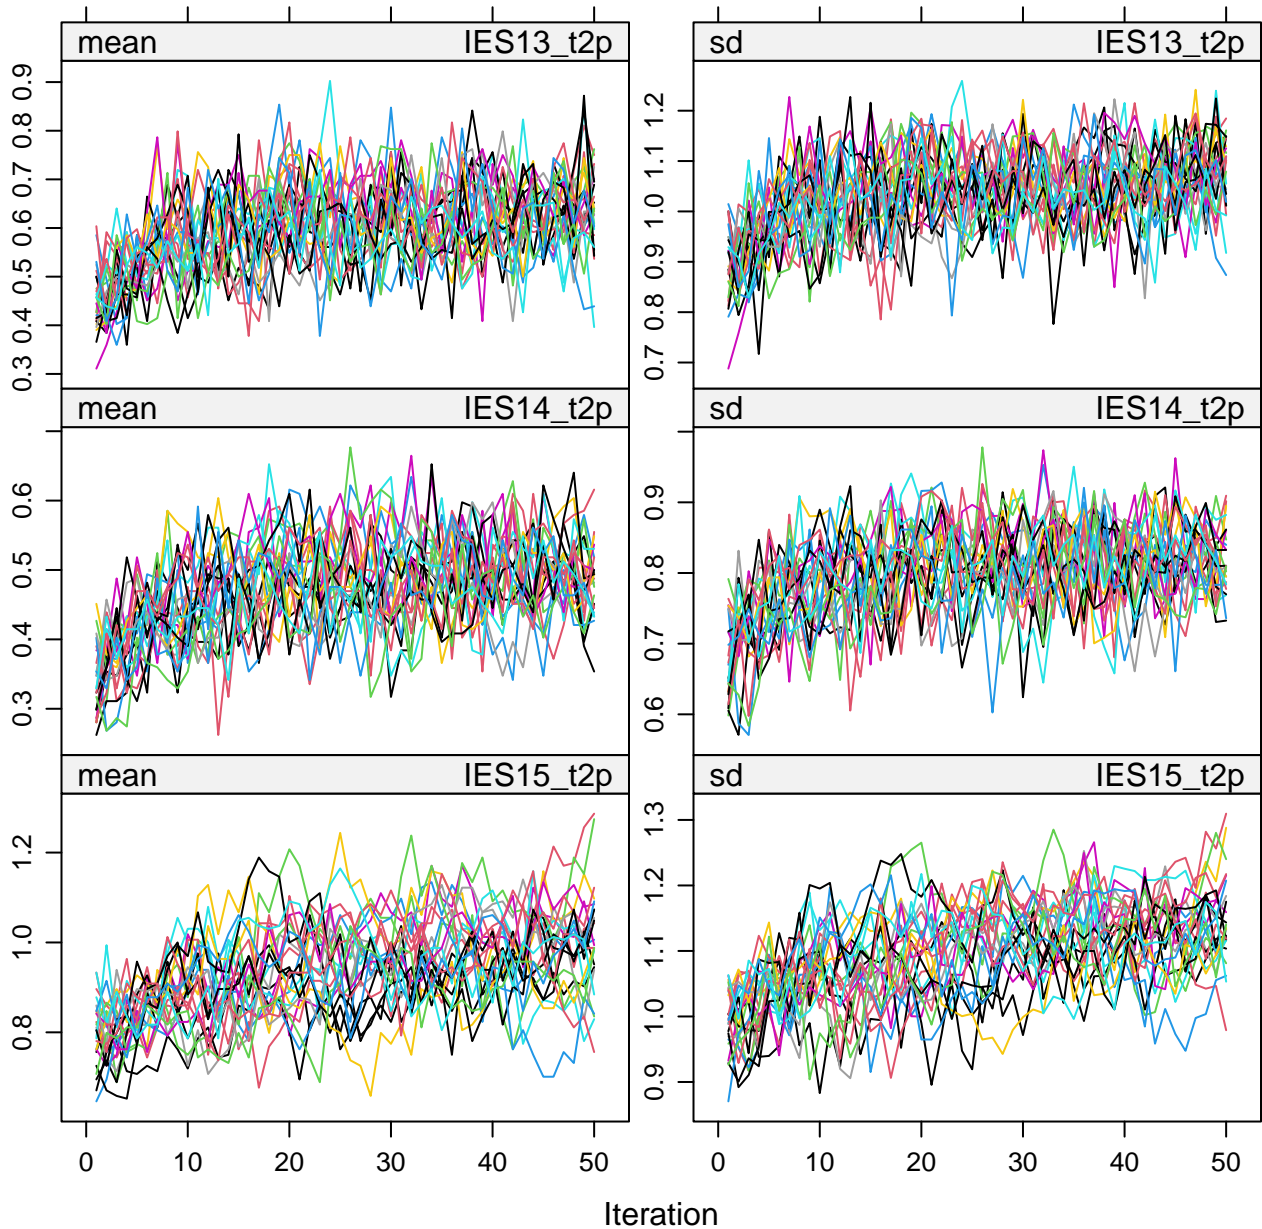 mean IES13_t2p sd IES13_t2p
0.3 0.4 0.5 0.6 0.7 0.8 0.9
0.7 0.8 0.9 1.0 1.1 1.2
mean IES14_t2p sd IES14_t2p
0.3 0.4 0.5 0.6
0.6 0.7 0.8 0.9
mean IES15_t2p sd IES15_t2p
0.8 1.0 1.2
0.9 1.0 1.1 1.2 1.3
0 10 20 30 40 50 0 10 20 30 40 50
Iteration